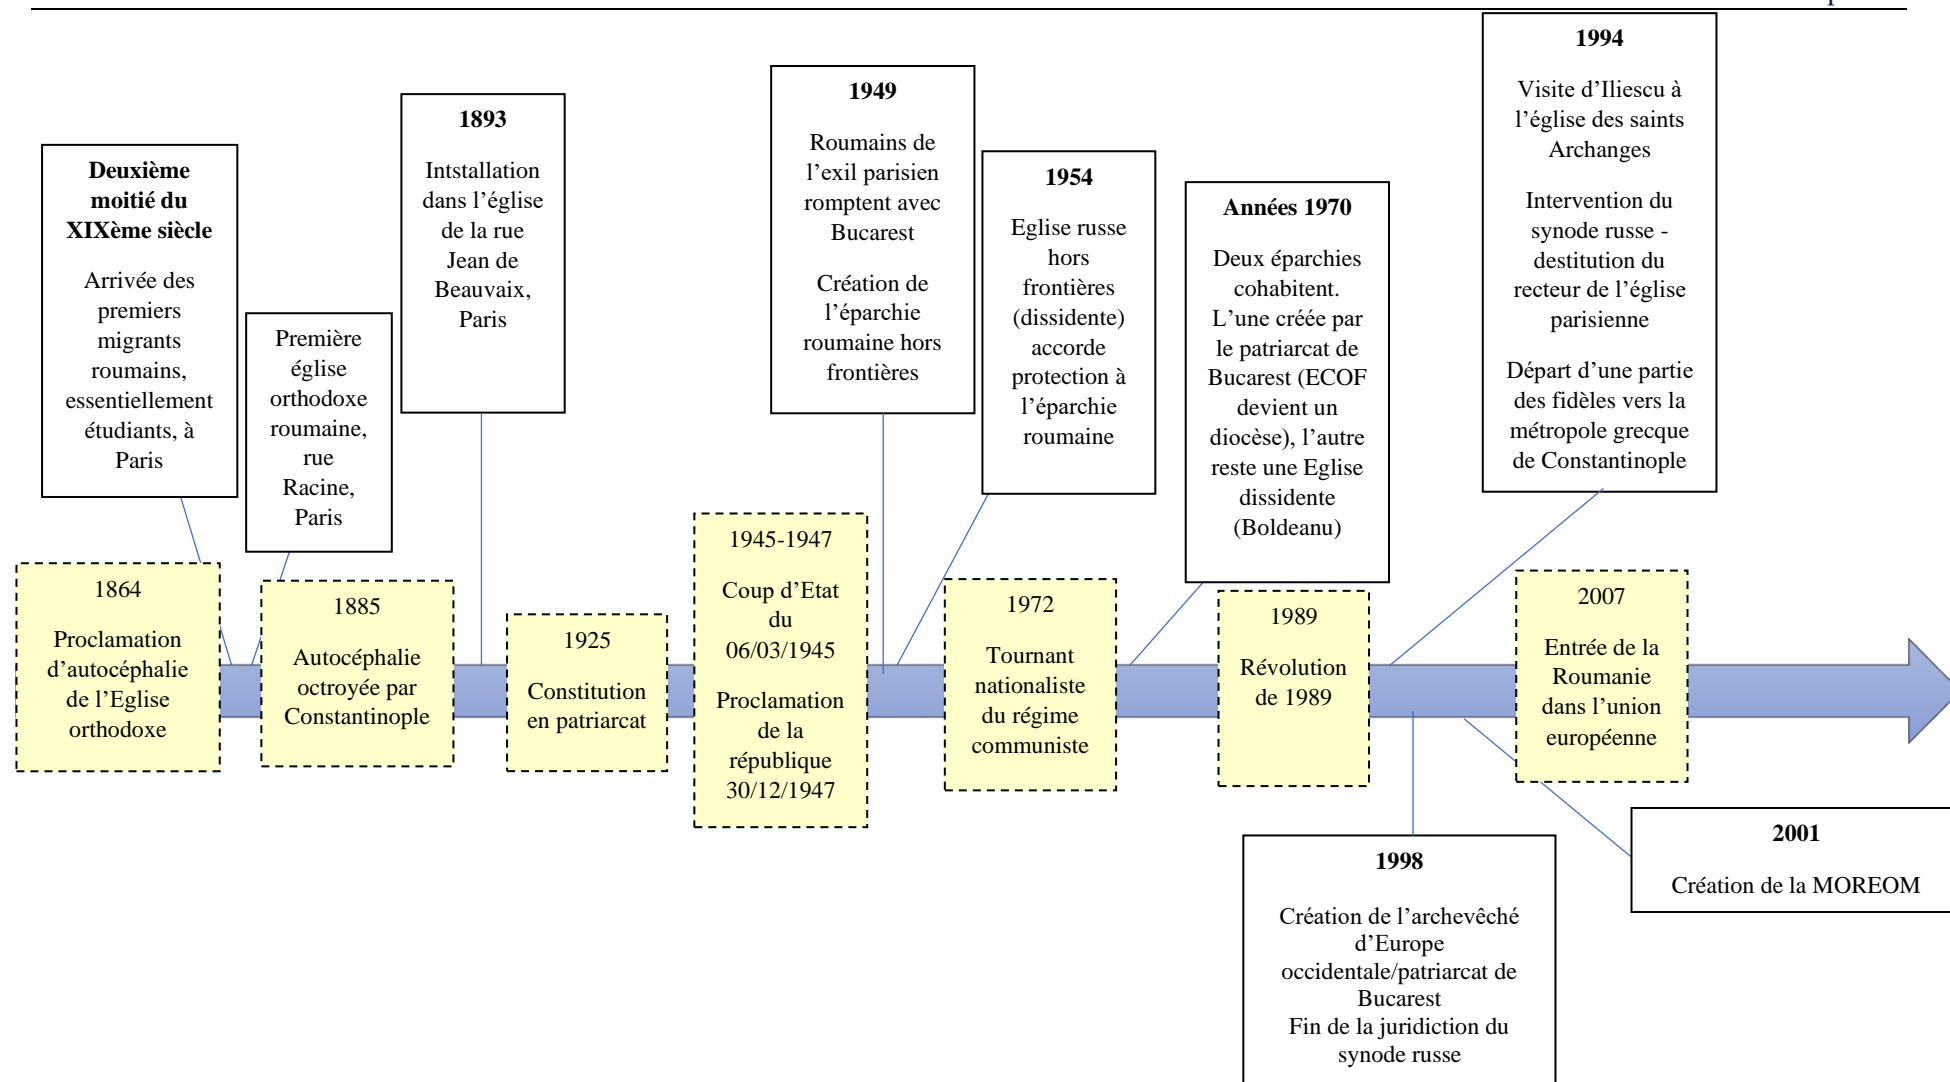 Deuxième
moitié du
XIXème siècle
Arrivée des
premiers
migrants
roumains,
essentiellement
étudiants, à
Paris
Première
église
orthodoxe
roumaine,
rue
Racine,
Paris
1893
Intstallation
dans l’église
de la rue
Jean de
Beauvaix,
Paris
1949
Roumains de
l’exil parisien
romptent avec
Bucarest
Création de
l’éparchie
roumaine hors
frontières
1954
Eglise russe
hors
frontières
(dissidente)
accorde
protection à
l’éparchie
roumaine
Années 1970
Deux éparchies
cohabitent.
L’une créée par
le patriarcat de
Bucarest (ECOF
devient un
diocèse), l’autre
reste une Eglise
dissidente
(Boldeanu)
1994
Visite d’Iliescu à
l’église des saints
Archanges
Intervention du
synode russe -
destitution du
recteur de l’église
parisienne
Départ d’une partie
des fidèles vers la
métropole grecque
de Constantinople
1864
Proclamation
d’autocéphalie
de l’Eglise
orthodoxe
1885
Autocéphalie
octroyée par
Constantinople
1925
Constitution
en patriarcat
1945-1947
Coup d’Etat
du
06/03/1945
Proclamation
de la
république
30/12/1947
1972
Tournant
nationaliste
du régime
communiste
1989
Révolution
de 1989
2007
Entrée de la
Roumanie
dans l’union
européenne
1998
Création de l’archevêché
d’Europe
occidentale/patriarcat de
Bucarest
Fin de la juridiction du
synode russe
2001
Création de la MOREOM